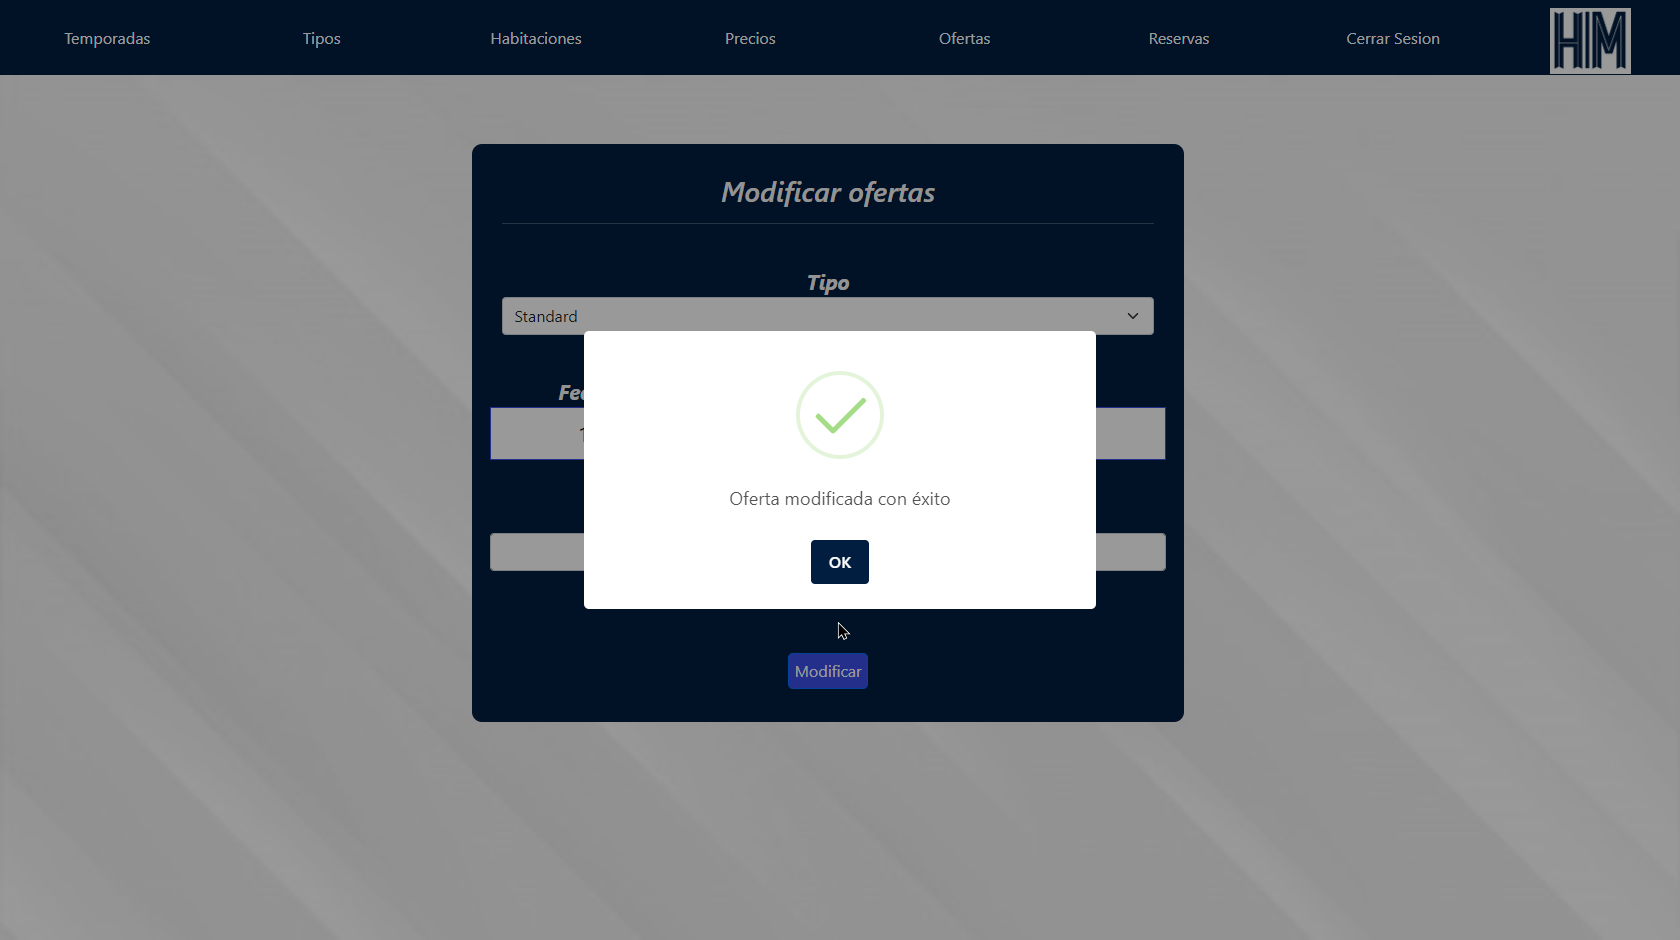 Temporadas
Tipos
Habitaciones
Precios
Ofertas
Reservas
Cerrar Sesion
HM
Modificar ofertas
Tipo
Standard
Oferta modificada con éxito
OK
Modificar